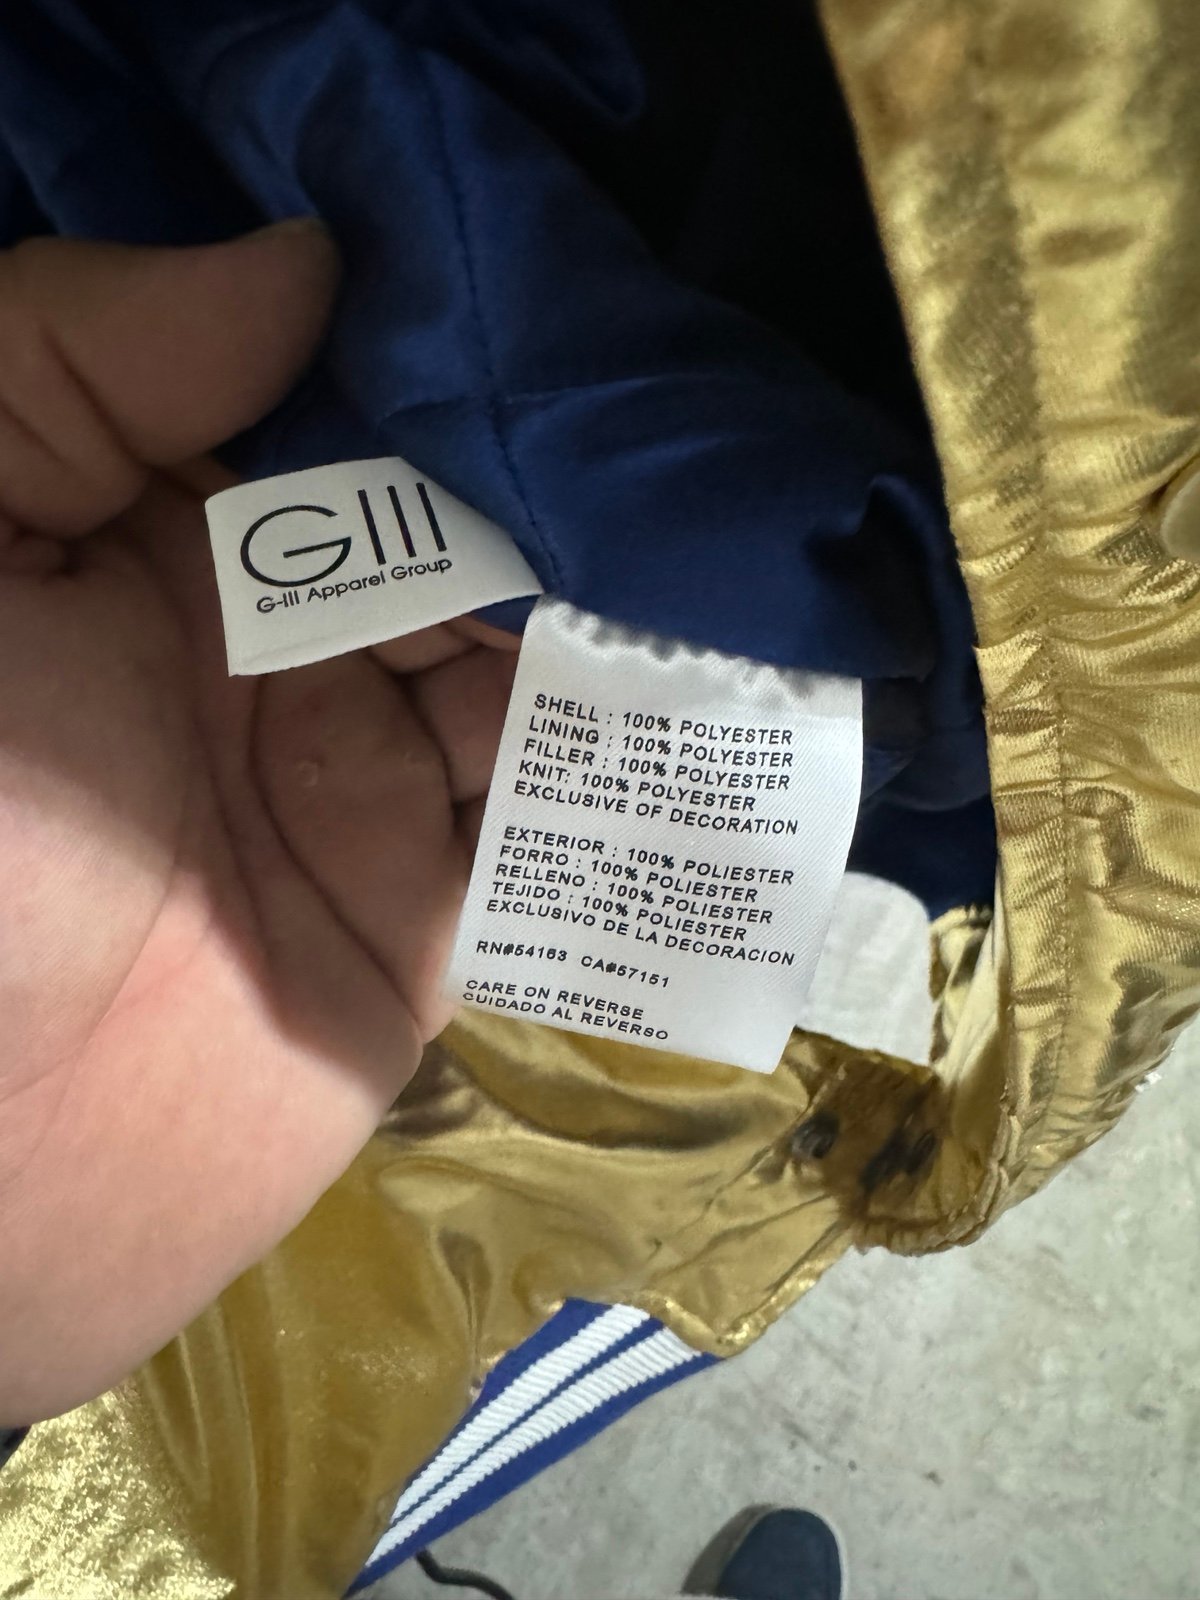 GIII
G-III Apparel Group
SHELL : 100% POLYESTER
LINING : 100% POLYESTER
FILLER : 100% POLYESTER
KNIT: 100% POLYESTER
EXCLUSIVE OF DECORATION
EXTERIOR : 100% POLIESTER
FORRO : 100% POLIESTER
RELLENO : 100% POLIESTER
TEJIDO : 100% POLIESTER
EXCLUSIVO DE LA DECORACION
RN#54163 CA#57151
CARE ON REVERSE
CUIDADO AL REVERSO